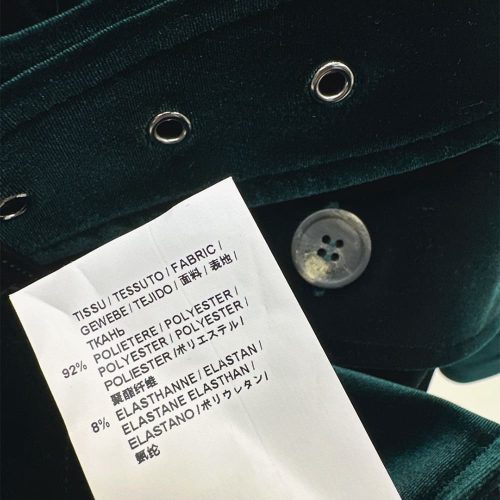 TISSU / TESSUTO / FABRIC /
GEWEBE / TEJIDO / 面料 / 表地 /
ТКАНЬ
92% POLIETERE / POLYESTER /
POLYESTER / POLYESTER /
POLIESTER / ポリエステル /
聚酯纤维
8% ELASTHANNE / ELASTAN /
ELASTANE ELASTHAN /
ELASTANO / ポリウレタン /
氨纶